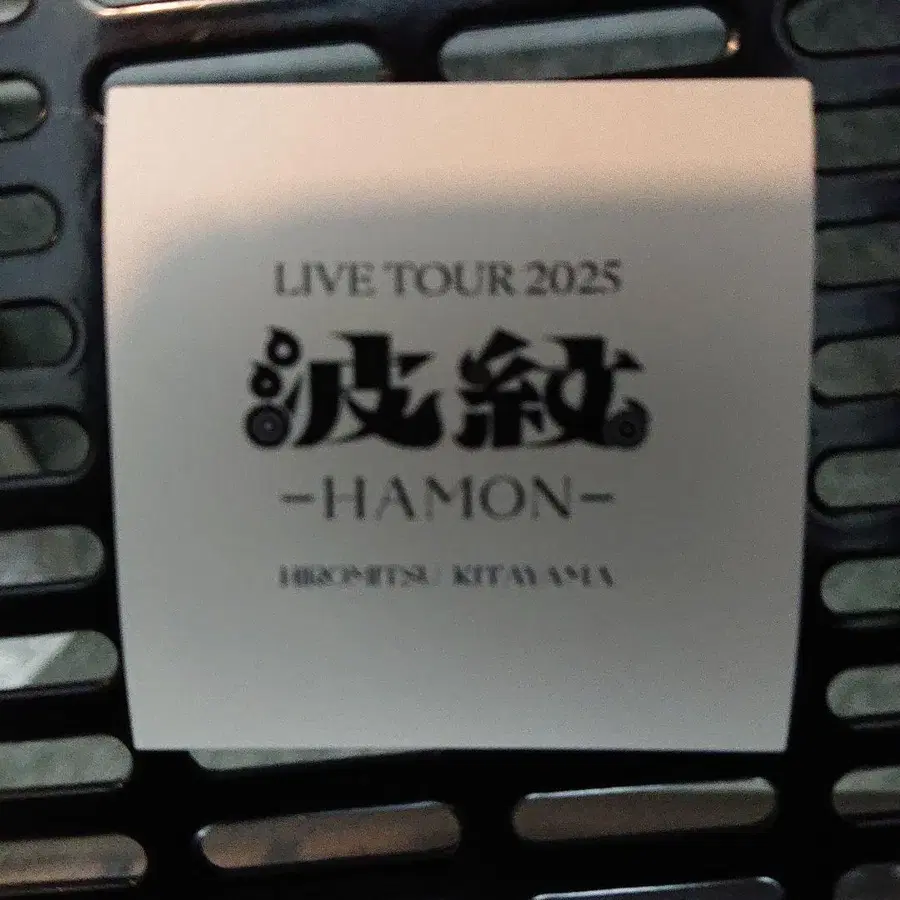 LIVE TOUR 2025
波紋
-HAMON-
HIROMITSU KITAYAMA